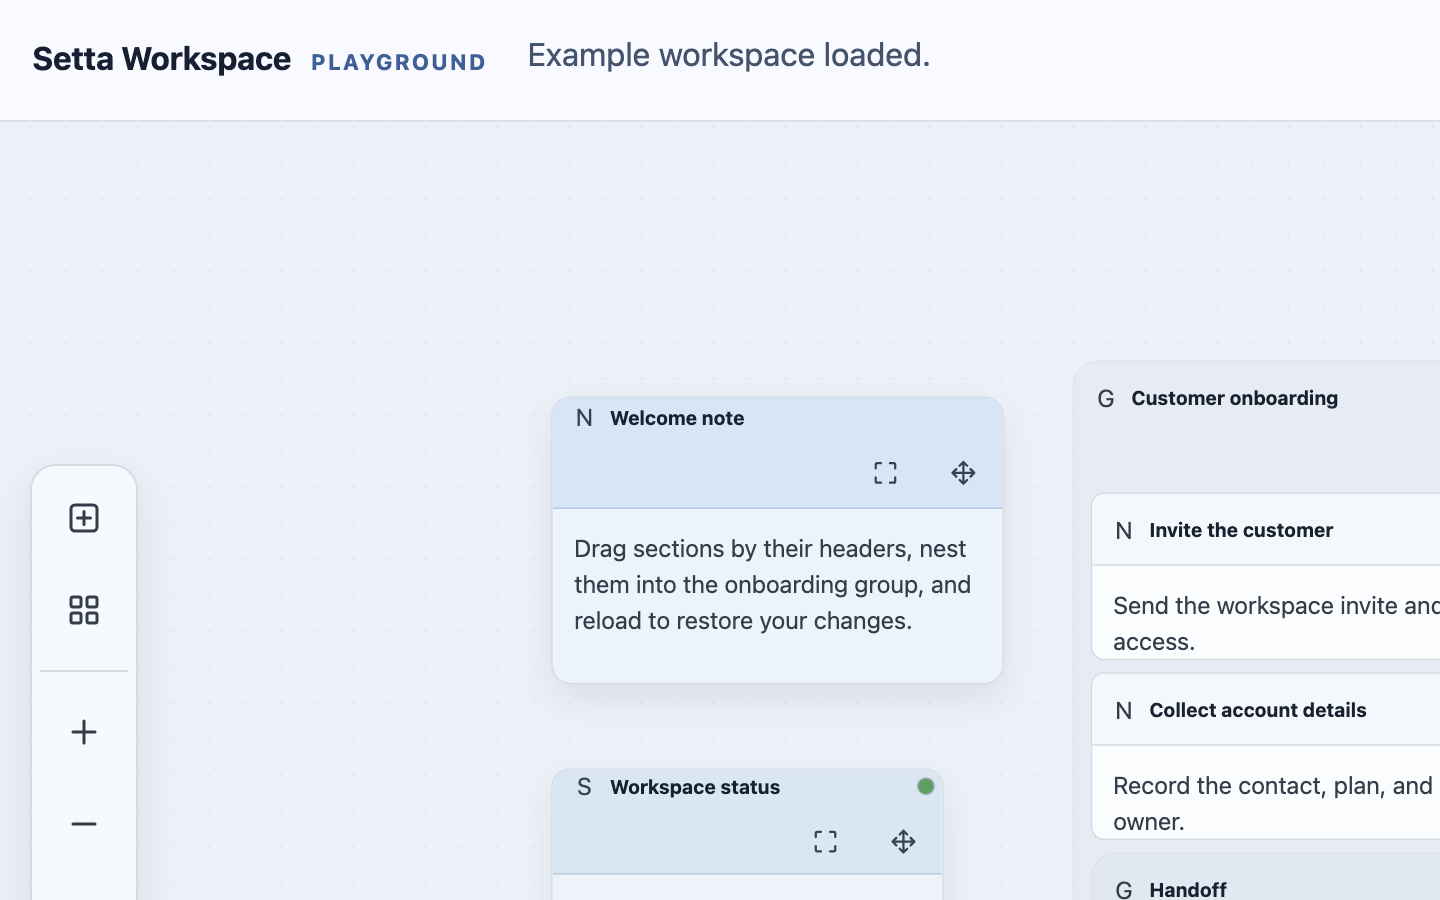 Setta Workspace PLAYGROUND Example workspace loaded.
N Welcome note
Drag sections by their headers, nest
them into the onboarding group, and
reload to restore your changes.
S Workspace status
G Customer onboarding
N Invite the customer
Send the workspace invite and
access.
N Collect account details
Record the contact, plan, and
owner.
G Handoff